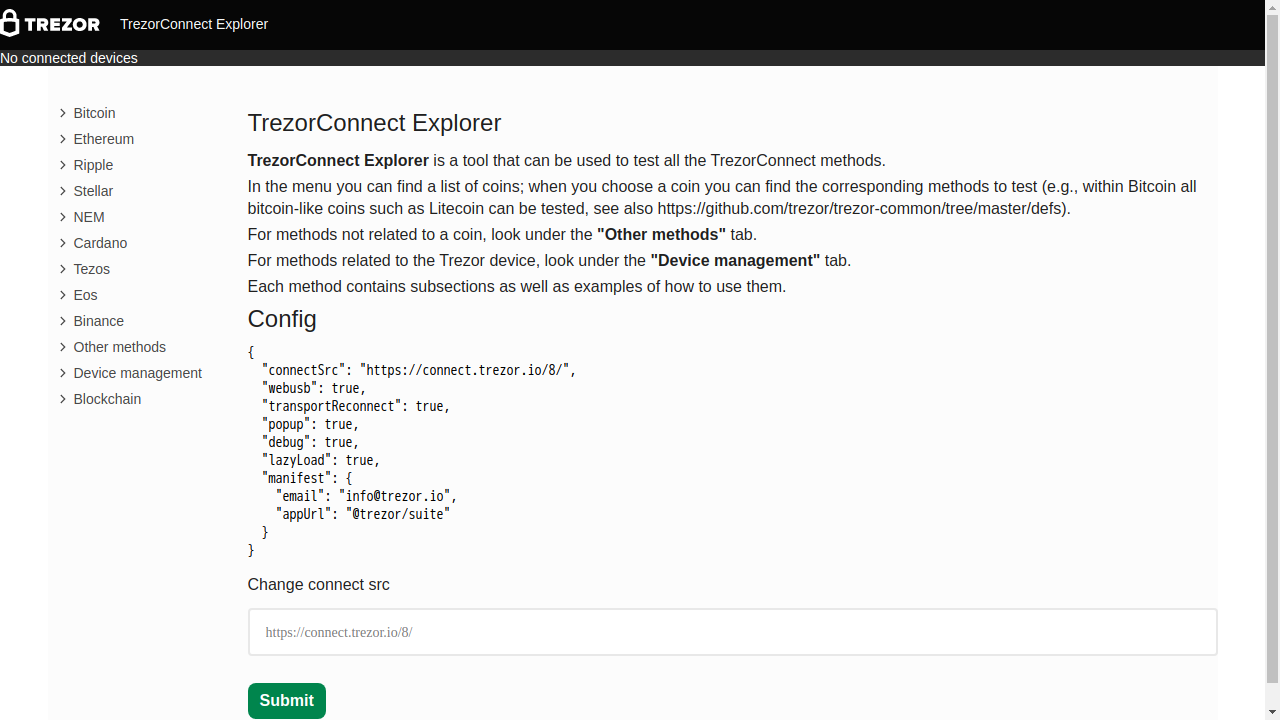 TREZOR TrezorConnect Explorer
No connected devices
Bitcoin
Ethereum
Ripple
Stellar
NEM
Cardano
Tezos
Eos
Binance
Other methods
Device management
Blockchain
TrezorConnect Explorer
TrezorConnect Explorer is a tool that can be used to test all the TrezorConnect methods.
In the menu you can find a list of coins; when you choose a coin you can find the corresponding methods to test (e.g., within Bitcoin all
bitcoin-like coins such as Litecoin can be tested, see also https://github.com/trezor/trezor-common/tree/master/defs).
For methods not related to a coin, look under the "Other methods" tab.
For methods related to the Trezor device, look under the "Device management" tab.
Each method contains subsections as well as examples of how to use them.
Config
{
  "connectSrc": "https://connect.trezor.io/8/",
  "webusb": true,
  "transportReconnect": true,
  "popup": true,
  "debug": true,
  "lazyLoad": true,
  "manifest": {
    "email": "info@trezor.io",
    "appUrl": "@trezor/suite"
  }
}
Change connect src
https://connect.trezor.io/8/
Submit